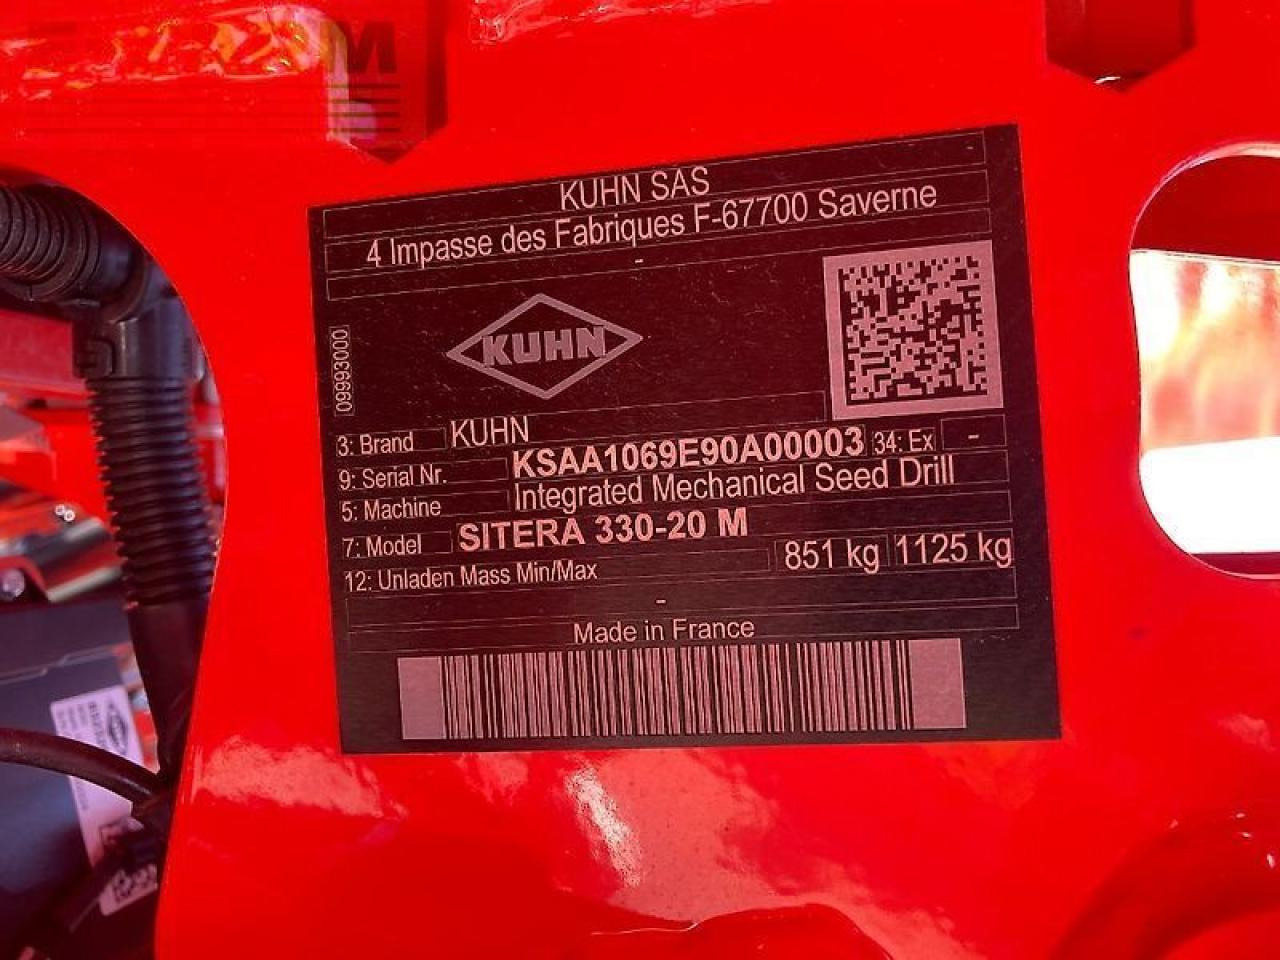 KUHN SAS
4 Impasse des Fabriques F-67700 Saverne
-
KUHN
09993000
3: Brand KUHN
9: Serial Nr. KSAA1069E90A00003 34: Ex -
5: Machine Integrated Mechanical Seed Drill
7: Model SITERA 330-20 M
12: Unladen Mass Min/Max 851 kg 1125 kg
-
Made in France